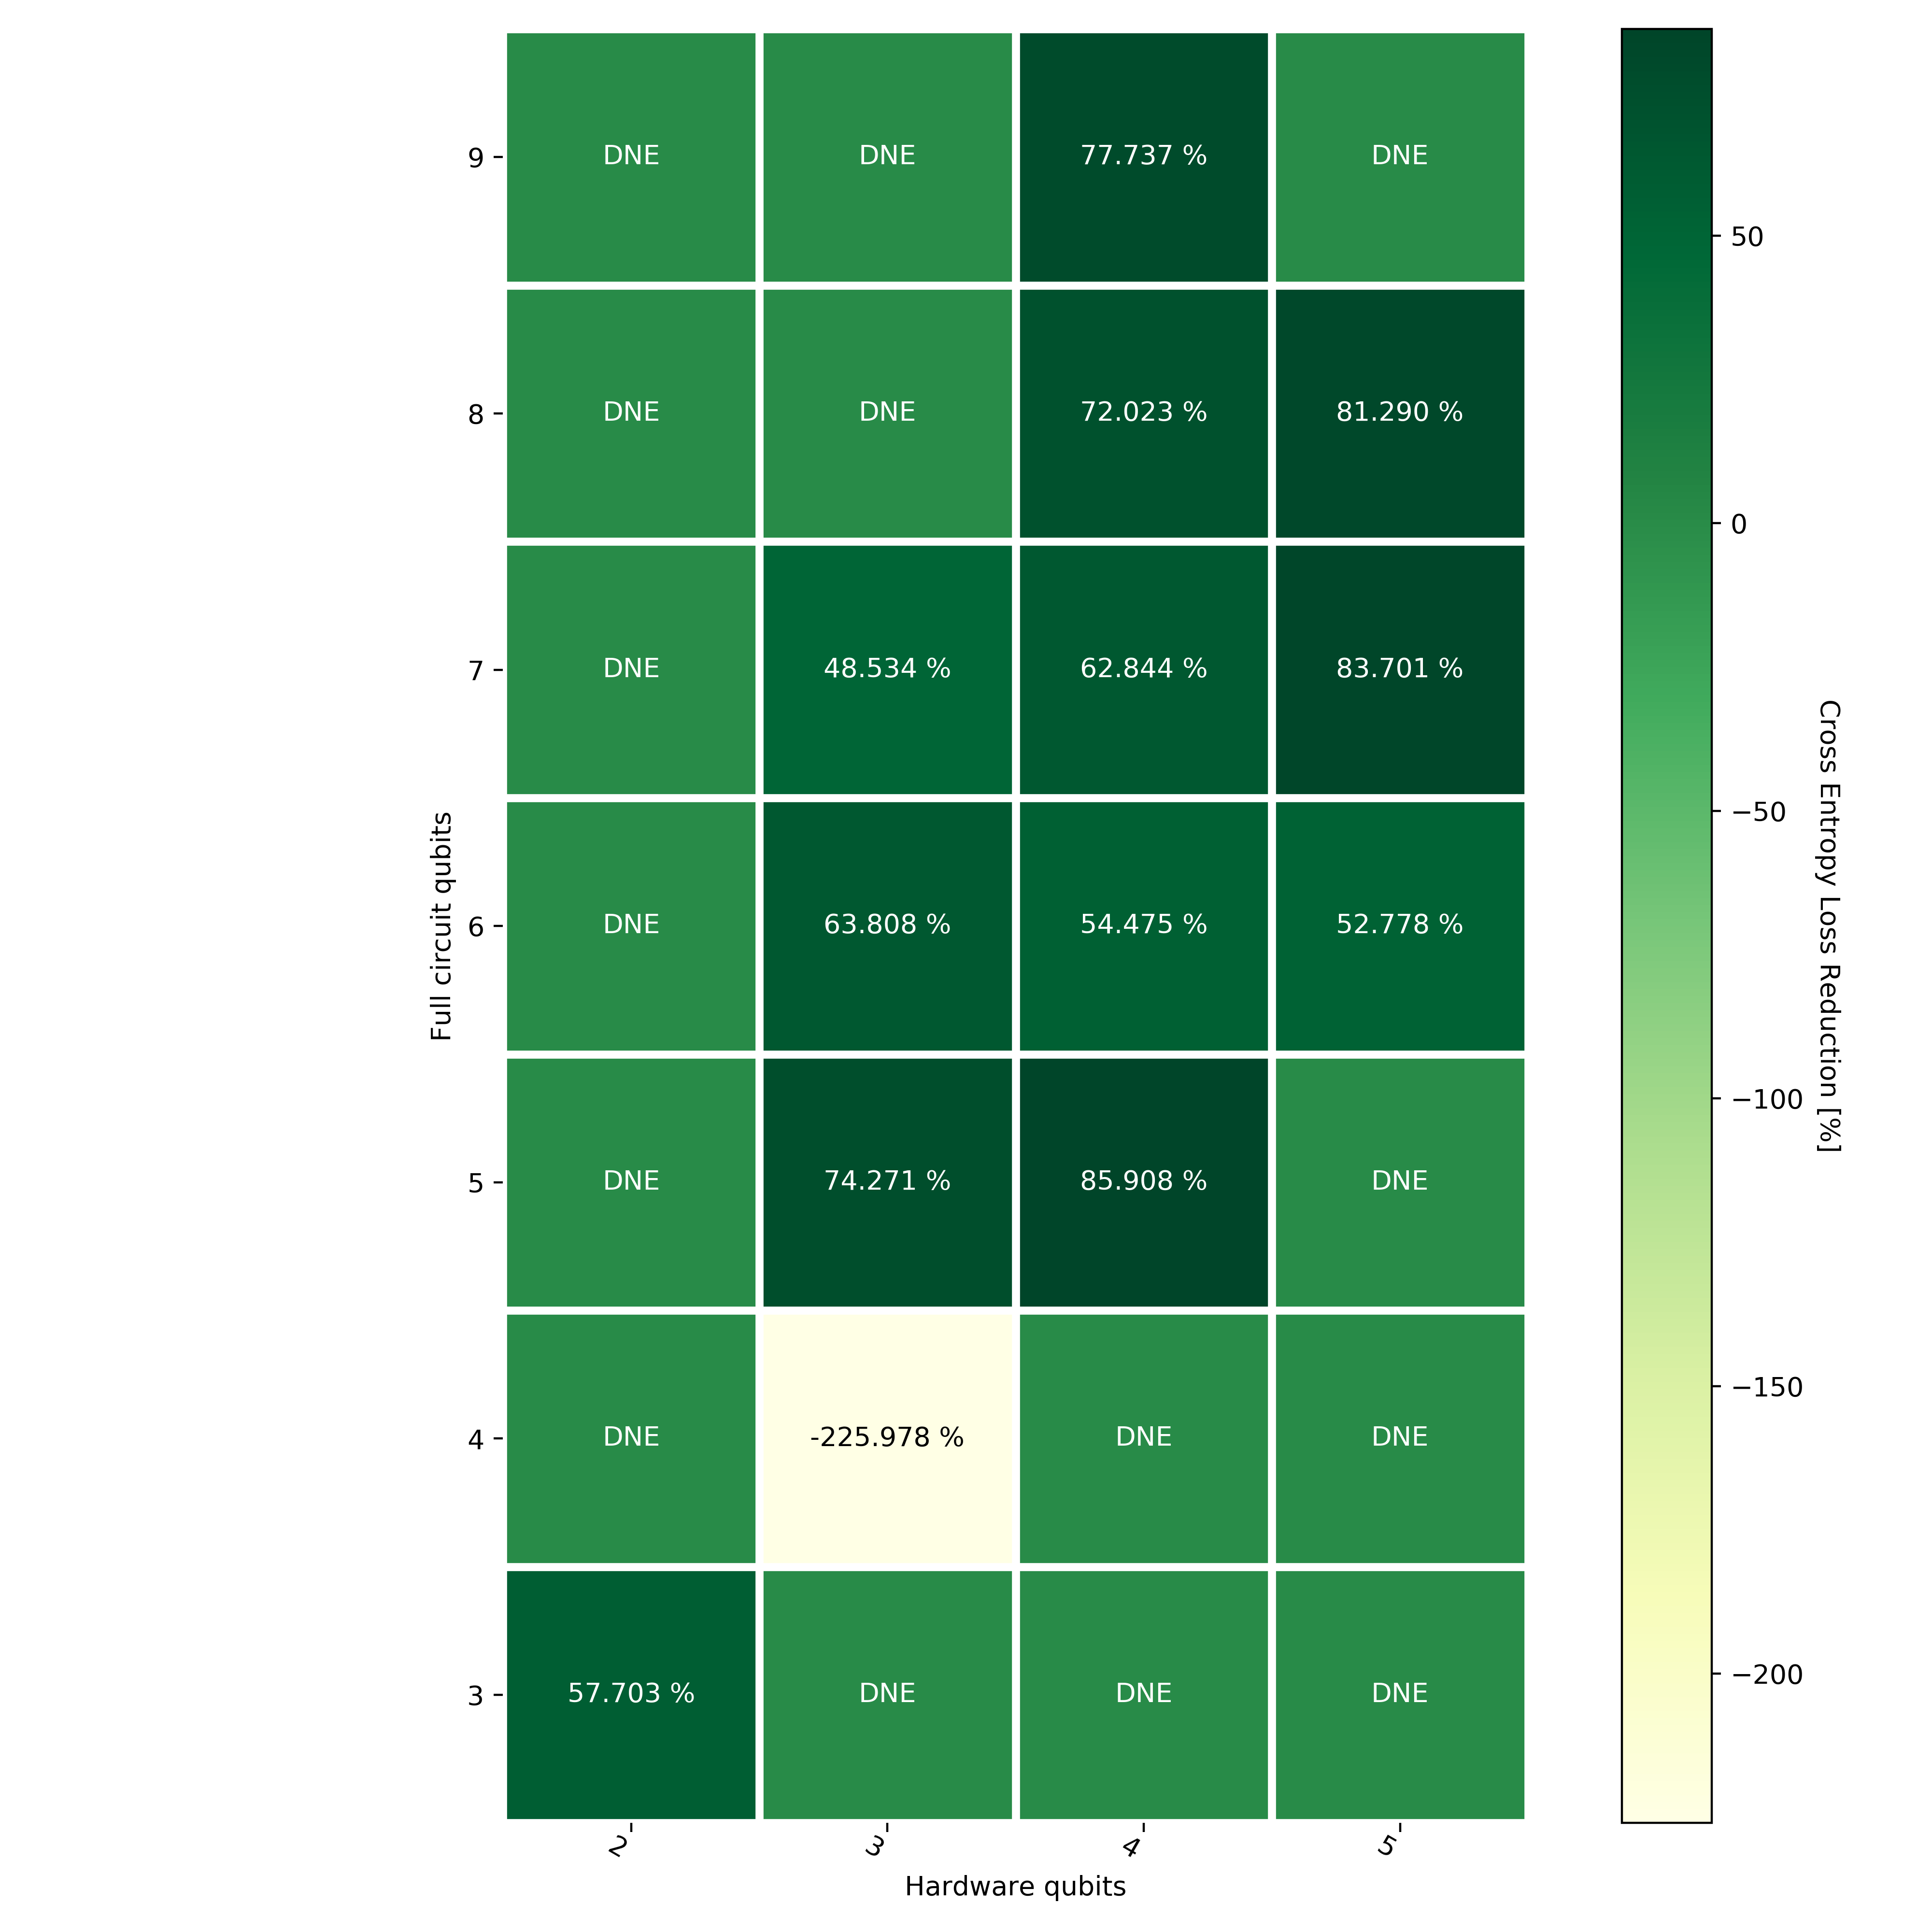 9
DNE
DNE
77.737 %
DNE
8
DNE
DNE
72.023 %
81.290 %
7
DNE
48.534 %
62.844 %
83.701 %
6
DNE
63.808 %
54.475 %
52.778 %
5
DNE
74.271 %
85.908 %
DNE
4
DNE
-225.978 %
DNE
DNE
3
57.703 %
DNE
DNE
DNE
2
3
4
5
Hardware qubits
Full circuit qubits
50
0
−50
−100
−150
−200
Cross Entropy Loss Reduction [%]